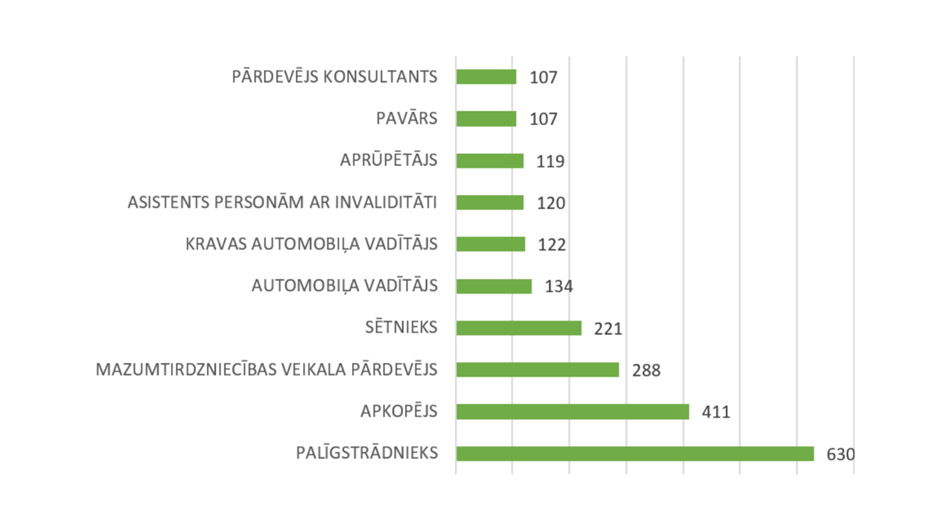 PĀRDEVĒJS KONSULTANTS 107
PAVĀRS 107
APRŪPĒTĀJS 119
ASISTENTS PERSONĀM AR INVALIDITĀTI 120
KRAVAS AUTOMOBIĻA VADĪTĀJS 122
AUTOMOBIĻA VADĪTĀJS 134
SĒTNIEKS 221
MAZUMTIRDZNIECĪBAS VEIKALA PĀRDEVĒJS 288
APKOPĒJS 411
PALĪGSTRĀDNIEKS 630